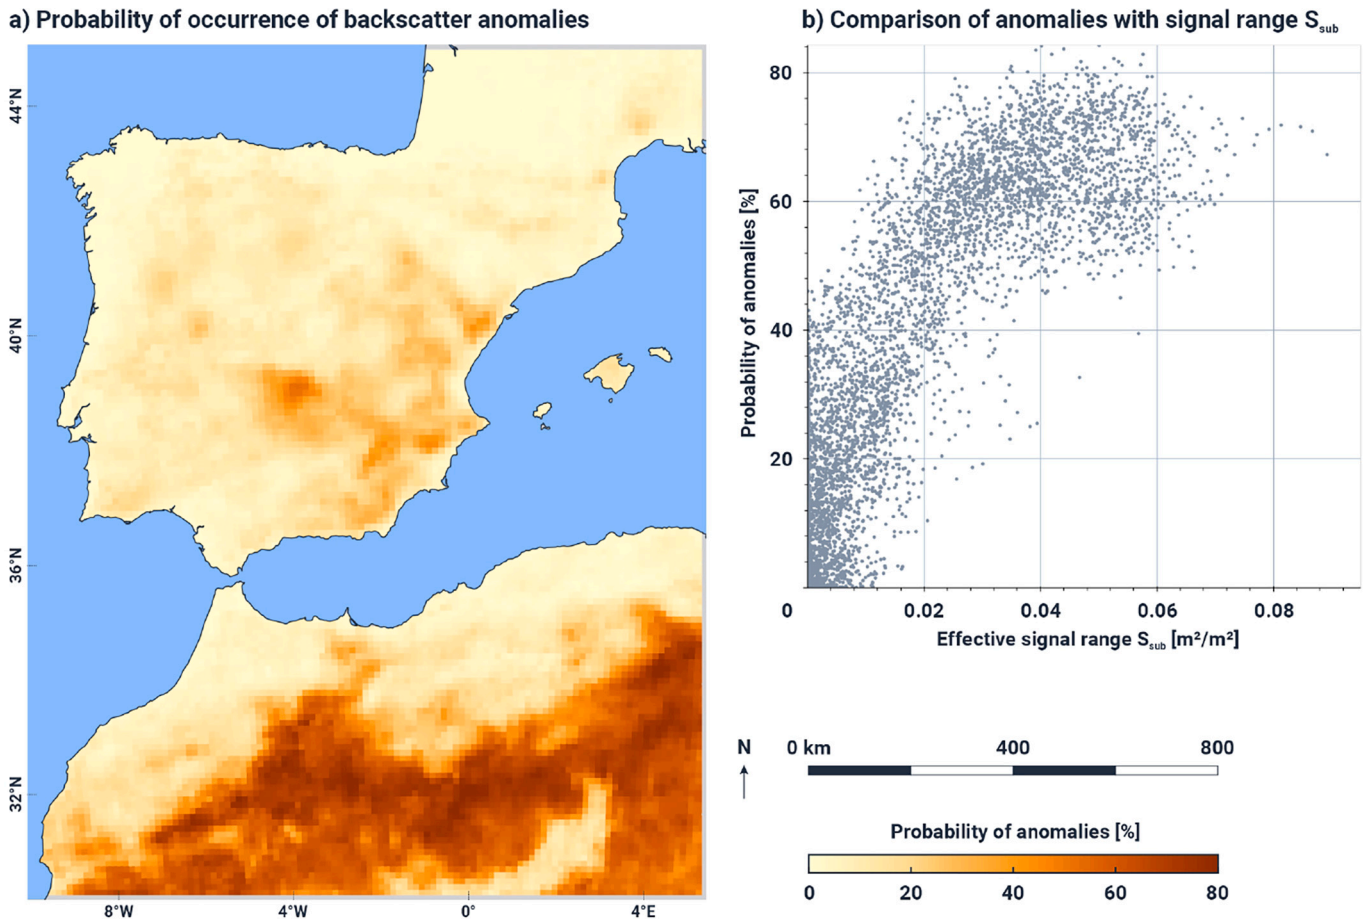 a) Probability of occurrence of backscatter anomalies
44°N
40°N
36°N
32°N
8°W
4°W
0°
4°E
b) Comparison of anomalies with signal range Ssub
Probability of anomalies [%]
80
60
40
20
0
0.02
0.04
0.06
0.08
Effective signal range Ssub [m²/m²]
N
0 km
400
800
Probability of anomalies [%]
0
20
40
60
80